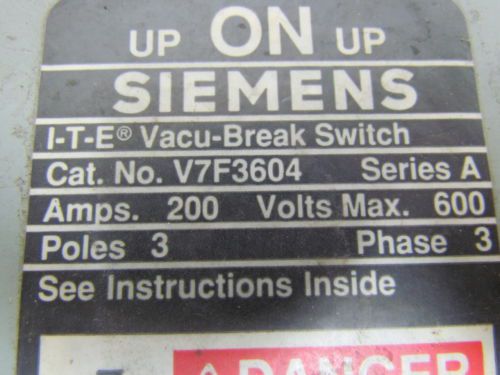 UP ON UP
SIEMENS
I-T-E® Vacu-Break Switch
Cat. No. V7F3604 Series A
Amps. 200 Volts Max. 600
Poles 3 Phase 3
See Instructions Inside
DANGER